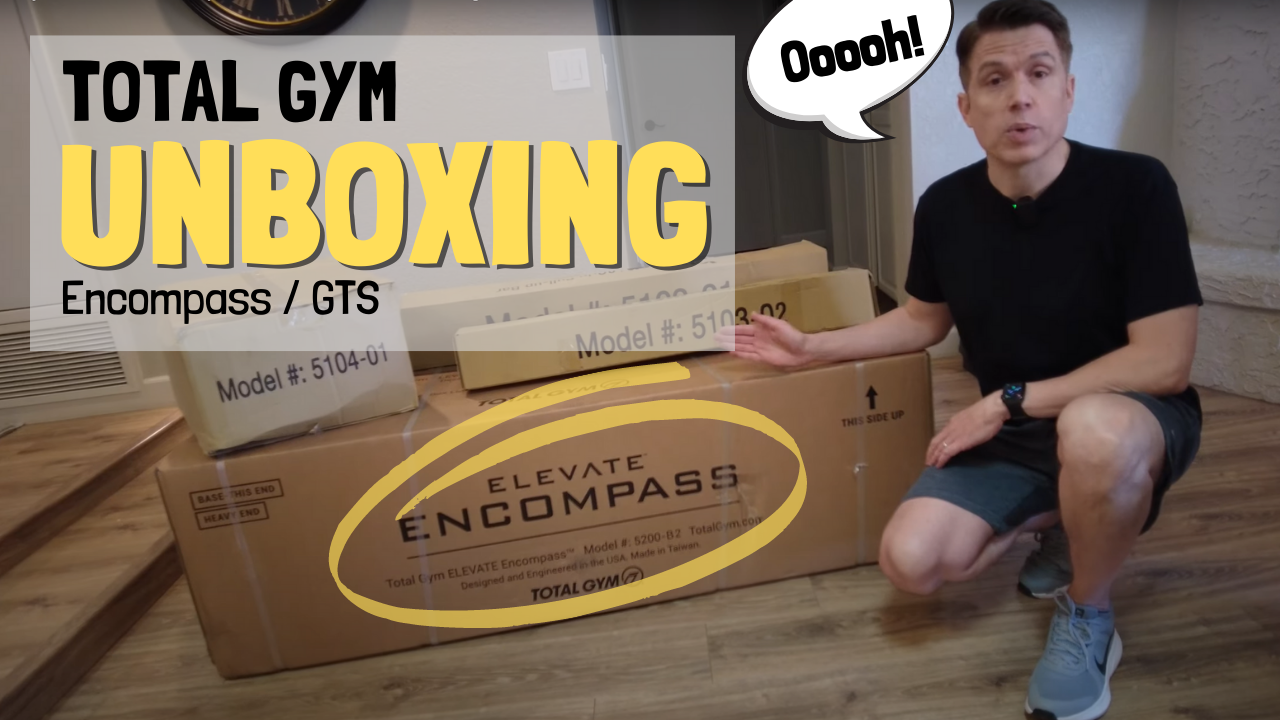 TOTAL GYM
UNBOXING
Encompass / GTS
Ooooh!
Model #: 5103-02
Model #: 5104-01
TOTAL GYM
THIS SIDE UP
BASE THIS END
HEAVY END
ELEVATE
ENCOMPASS
Total Gym ELEVATE Encompass™ Model #: 5200-B2 TotalGym.com
Designed and Engineered in the USA. Made in Taiwan.
TOTAL GYM